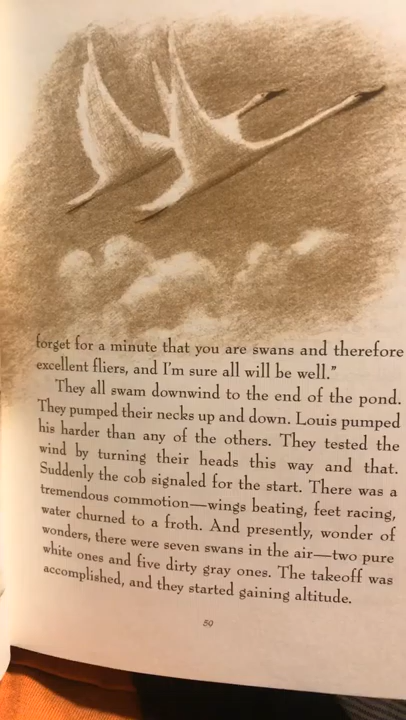 forget for a minute that you are swans and therefore
excellent fliers, and I'm sure all will be well."
They all swam downwind to the end of the pond.
They pumped their necks up and down. Louis pumped
his harder than any of the others. They tested the
wind by turning their heads this way and that.
Suddenly the cob signaled for the start. There was a
tremendous commotion—wings beating, feet racing,
water churned to a froth. And presently, wonder of
wonders, there were seven swans in the air—two pure
white ones and five dirty gray ones. The takeoff was
accomplished, and they started gaining altitude.
59